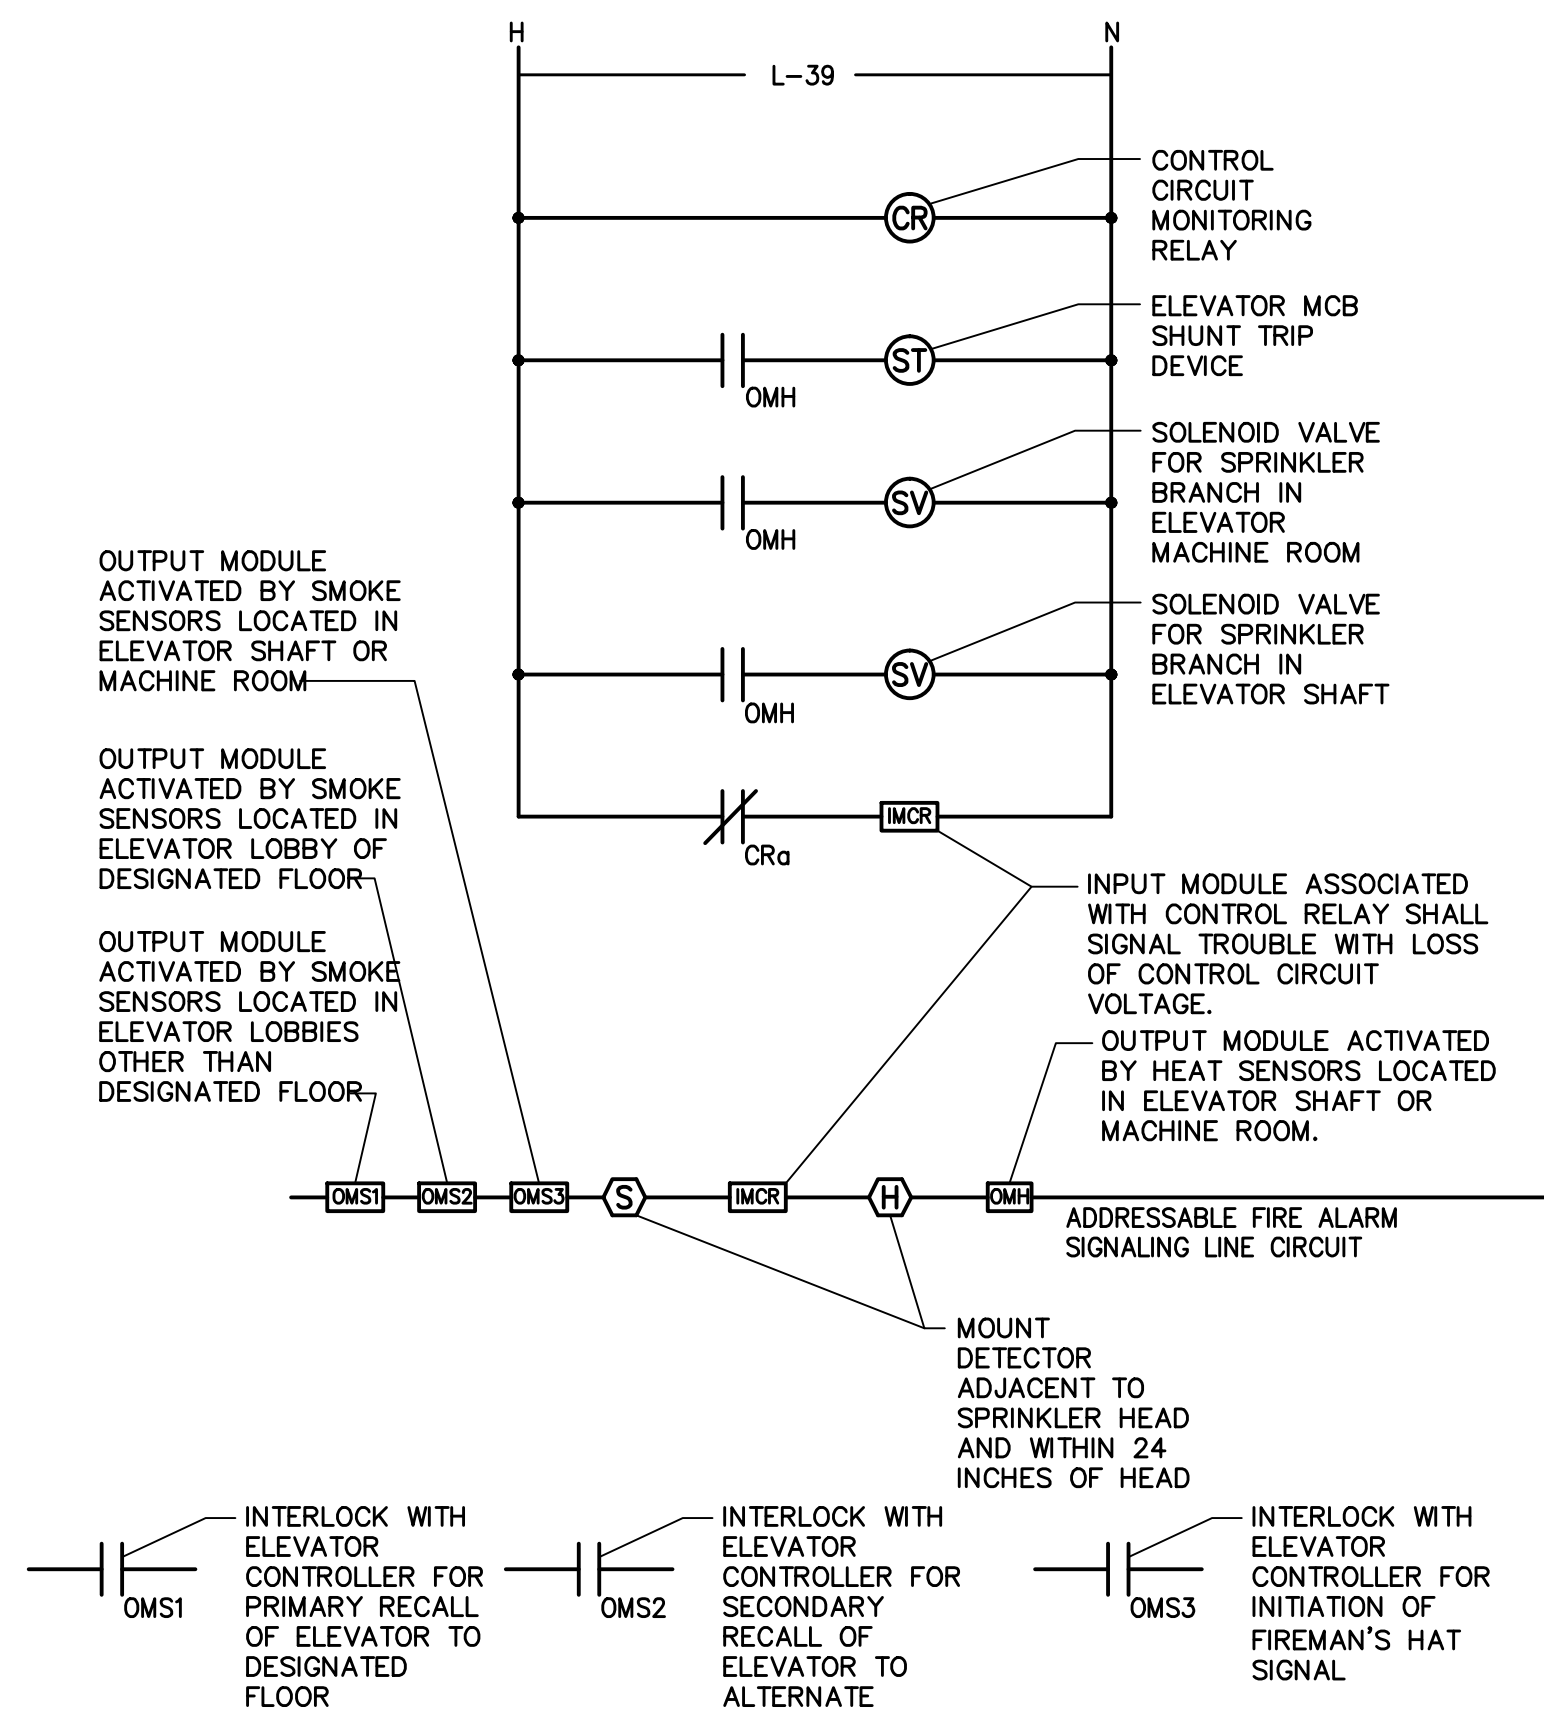 H
N
L-39
CONTROL
CIRCUIT
MONITORING
RELAY
CR
ELEVATOR MCB
SHUNT TRIP
DEVICE
ST
OMH
SOLENOID VALVE
FOR SPRINKLER
BRANCH IN
ELEVATOR
MACHINE ROOM
SV
OMH
OUTPUT MODULE
ACTIVATED BY SMOKE
SENSORS LOCATED IN
ELEVATOR SHAFT OR
MACHINE ROOM
SOLENOID VALVE
FOR SPRINKLER
BRANCH IN
ELEVATOR SHAFT
SV
OMH
OUTPUT MODULE
ACTIVATED BY SMOKE
SENSORS LOCATED IN
ELEVATOR LOBBY OF
DESIGNATED FLOOR
IMCR
CRa
INPUT MODULE ASSOCIATED
WITH CONTROL RELAY SHALL
SIGNAL TROUBLE WITH LOSS
OF CONTROL CIRCUIT
VOLTAGE.
OUTPUT MODULE
ACTIVATED BY SMOKE
SENSORS LOCATED IN
ELEVATOR LOBBIES
OTHER THAN
DESIGNATED FLOOR
OUTPUT MODULE ACTIVATED
BY HEAT SENSORS LOCATED
IN ELEVATOR SHAFT OR
MACHINE ROOM.
OMS1
OMS2
OMS3
S
IMCR
H
OMH
ADDRESSABLE FIRE ALARM
SIGNALING LINE CIRCUIT
MOUNT
DETECTOR
ADJACENT TO
SPRINKLER HEAD
AND WITHIN 24
INCHES OF HEAD
INTERLOCK WITH
ELEVATOR
CONTROLLER FOR
PRIMARY RECALL
OF ELEVATOR TO
DESIGNATED
FLOOR
OMS1
INTERLOCK WITH
ELEVATOR
CONTROLLER FOR
SECONDARY
RECALL OF
ELEVATOR TO
ALTERNATE
OMS2
INTERLOCK WITH
ELEVATOR
CONTROLLER FOR
INITIATION OF
FIREMAN'S HAT
SIGNAL
OMS3